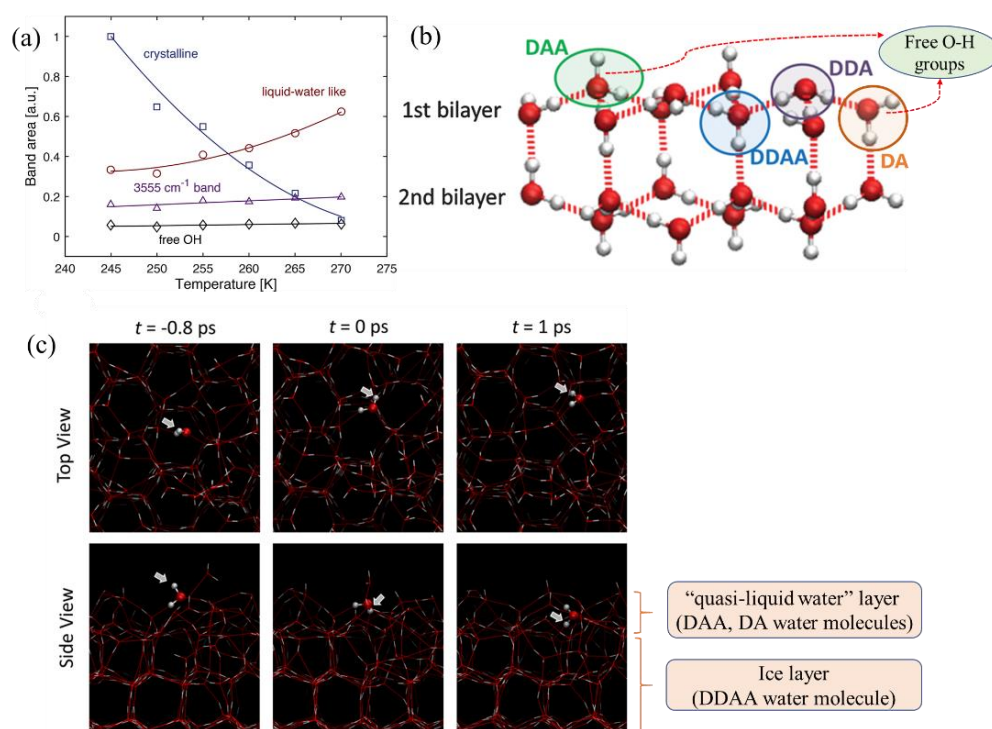 (a)
1
0.8
0.6
0.4
0.2
0
Band area [a.u.]
crystalline
liquid-water like
3555 cm⁻¹ band
free OH
240 245 250 255 260 265 270 275
Temperature [K]
(b)
DAA
DDA
Free O-H
groups
1st bilayer
DDAA
DA
2nd bilayer
(c)
t = -0.8 ps
t = 0 ps
t = 1 ps
Top View
Side View
“quasi-liquid water” layer
(DAA, DA water molecules)
Ice layer
(DDAA water molecule)